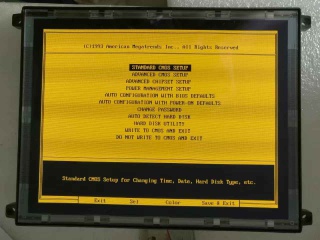 (C)1993 American Megatrends Inc., All Rights Reserved
STANDARD CMOS SETUP
ADVANCED CMOS SETUP
ADVANCED CHIPSET SETUP
POWER MANAGEMENT SETUP
AUTO CONFIGURATION WITH BIOS DEFAULTS
AUTO CONFIGURATION WITH POWER-ON DEFAULTS
CHANGE PASSWORD
AUTO DETECT HARD DISK
HARD DISK UTILITY
WRITE TO CMOS AND EXIT
DO NOT WRITE TO CMOS AND EXIT
Standard CMOS Setup for Changing Time, Date, Hard Disk Type, etc.
Exit Sel Color Save & Exit